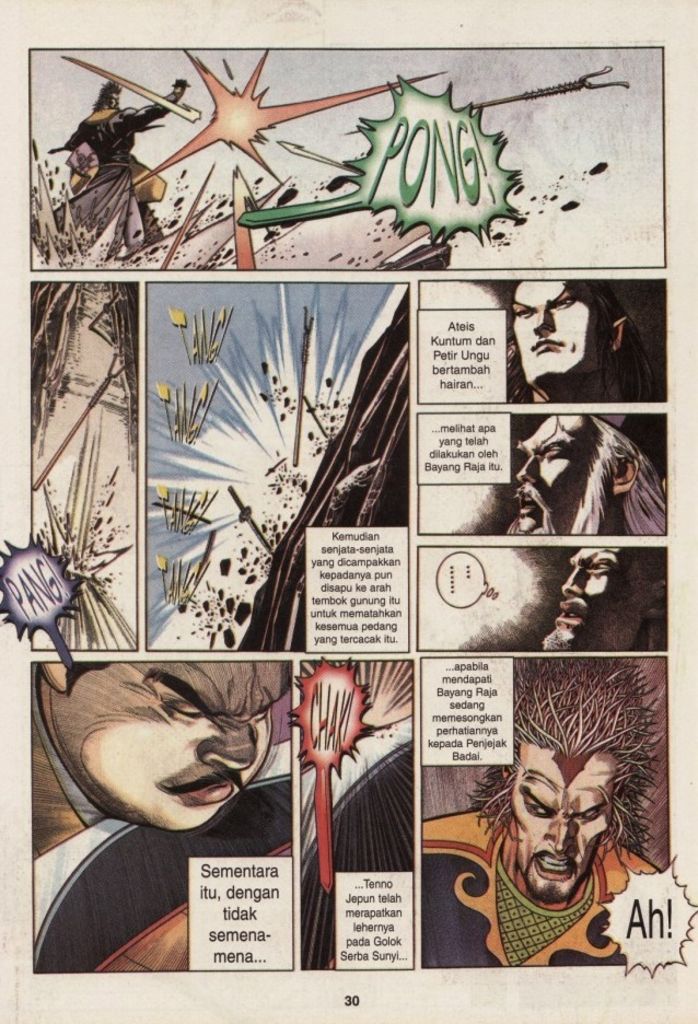 PONG!
TANG!
TANG!
TANG!
TANG!
PANG!
Kemudian
senjata-senjata
yang dicampakkan
kepadanya pun
disapu ke arah
tembok gunung itu
untuk mematahkan
kesemua pedang
yang tercacak itu.
Ateis
Kuntum dan
Petir Ungu
bertambah
hairan...
...melihat apa
yang telah
dilakukan oleh
Bayang Raja itu.
Sementara
itu, dengan
tidak
semena-
mena...
CHAK!
...Tenno
Jepun telah
merapatkan
lehernya
pada Golok
Serba Sunyi...
...apabila
mendapati
Bayang Raja
sedang
memesongkan
perhatiannya
kepada Penjejak
Badai.
Ah!
30